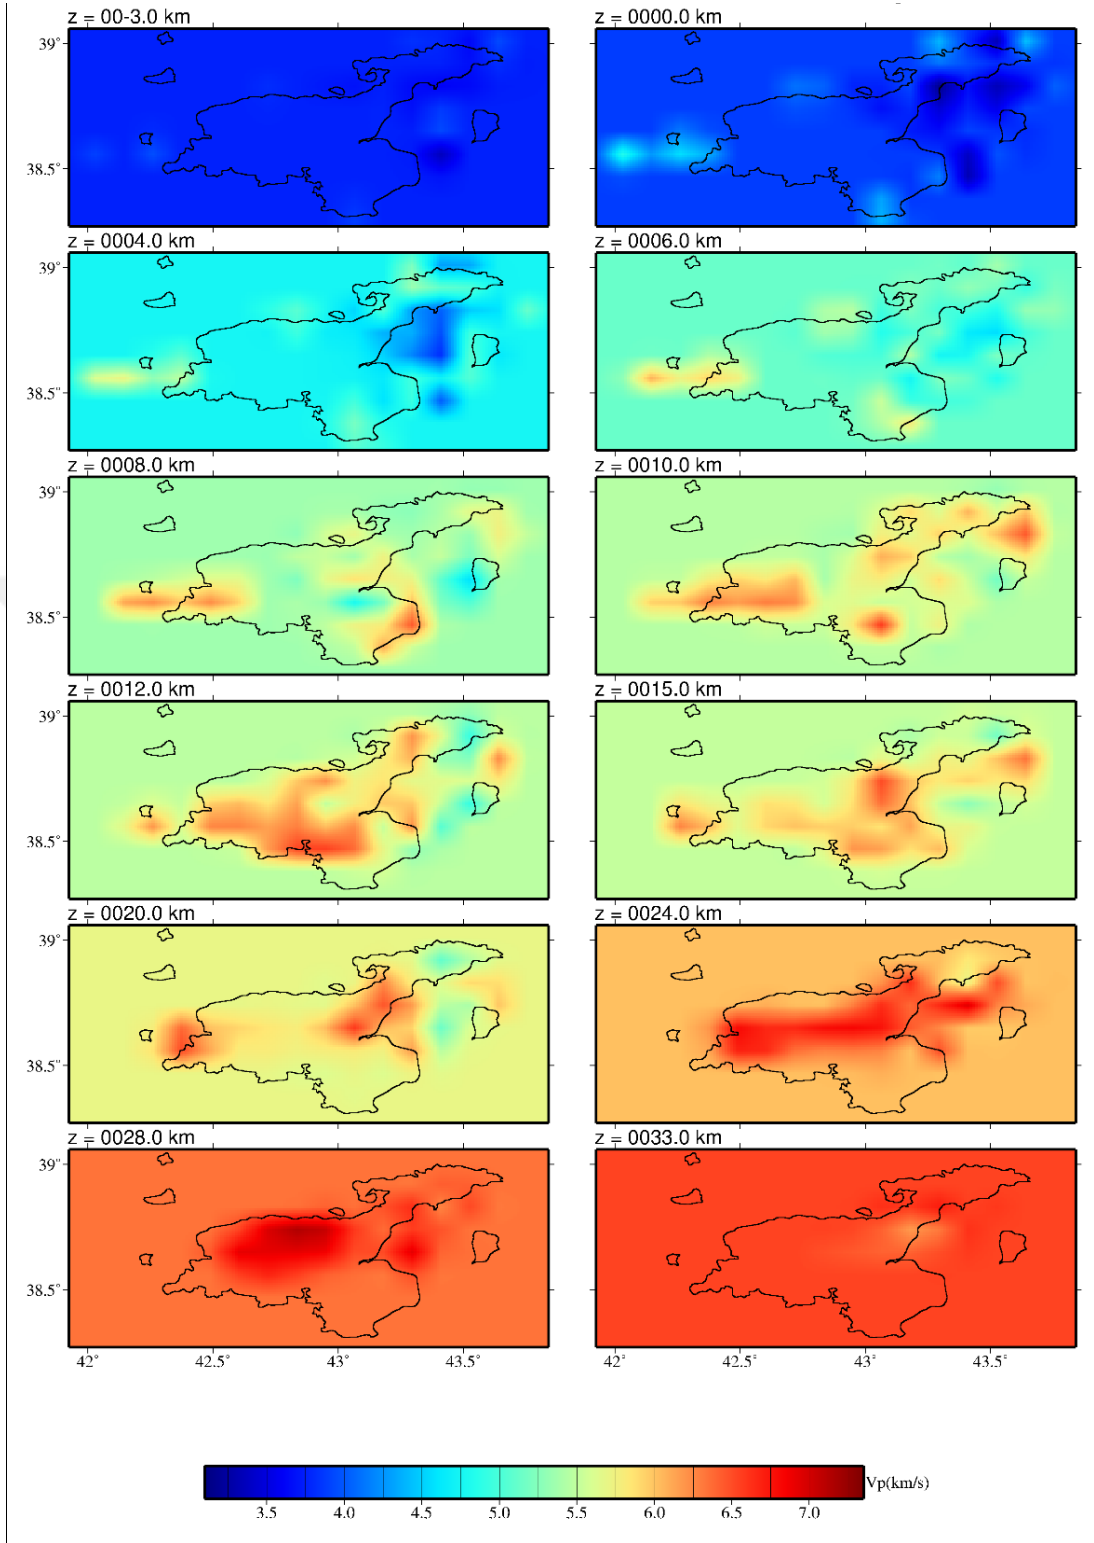 z = 00-3.0 km
z = 0000.0 km
39°
38.5°
z = 0004.0 km
z = 0006.0 km
39°
38.5°
z = 0008.0 km
z = 0010.0 km
39°
38.5°
z = 0012.0 km
z = 0015.0 km
39°
38.5°
z = 0020.0 km
z = 0024.0 km
39°
38.5°
z = 0028.0 km
z = 0033.0 km
39°
38.5°
42° 42.5° 43° 43.5° 42° 42.5° 43° 43.5°
Vp(km/s)
3.5 4.0 4.5 5.0 5.5 6.0 6.5 7.0